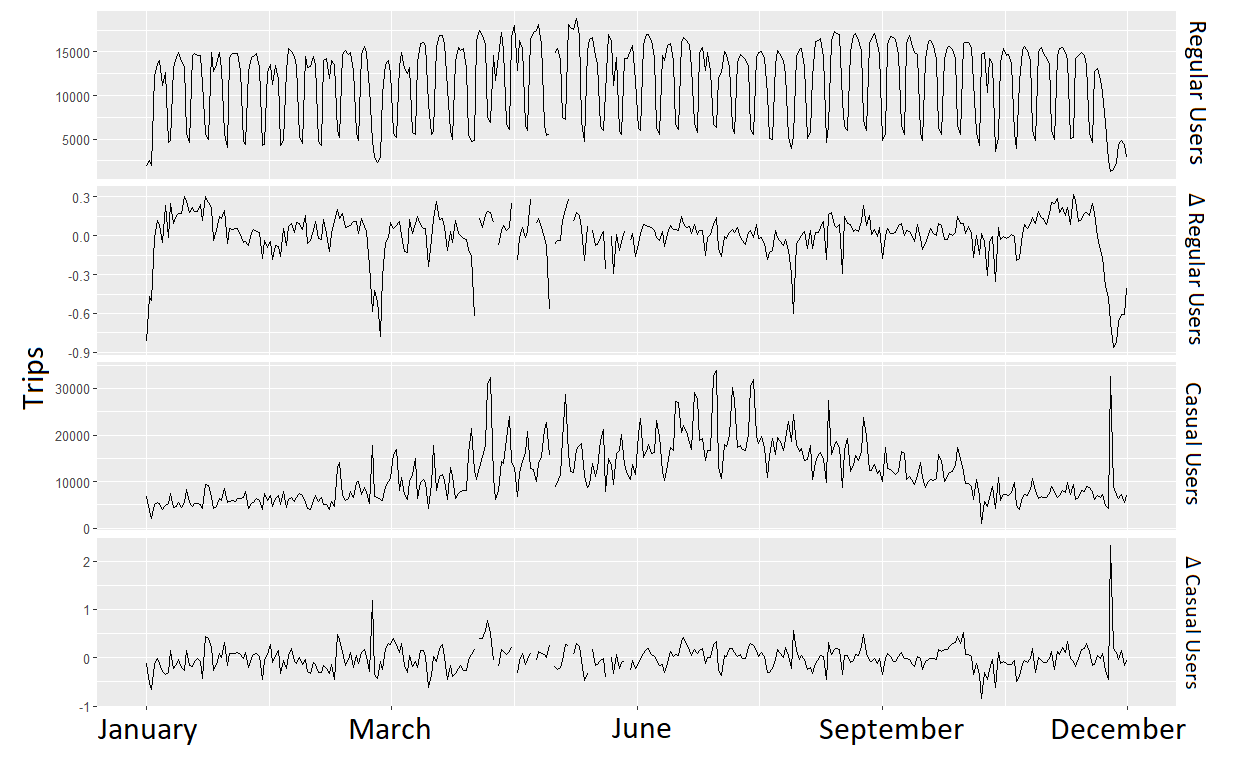 15000
10000
5000
Regular Users
0.3
0.0
-0.3
-0.6
-0.9
Δ Regular Users
Trips
30000
20000
10000
0
Casual Users
2
1
0
-1
Δ Casual Users
January March June September December